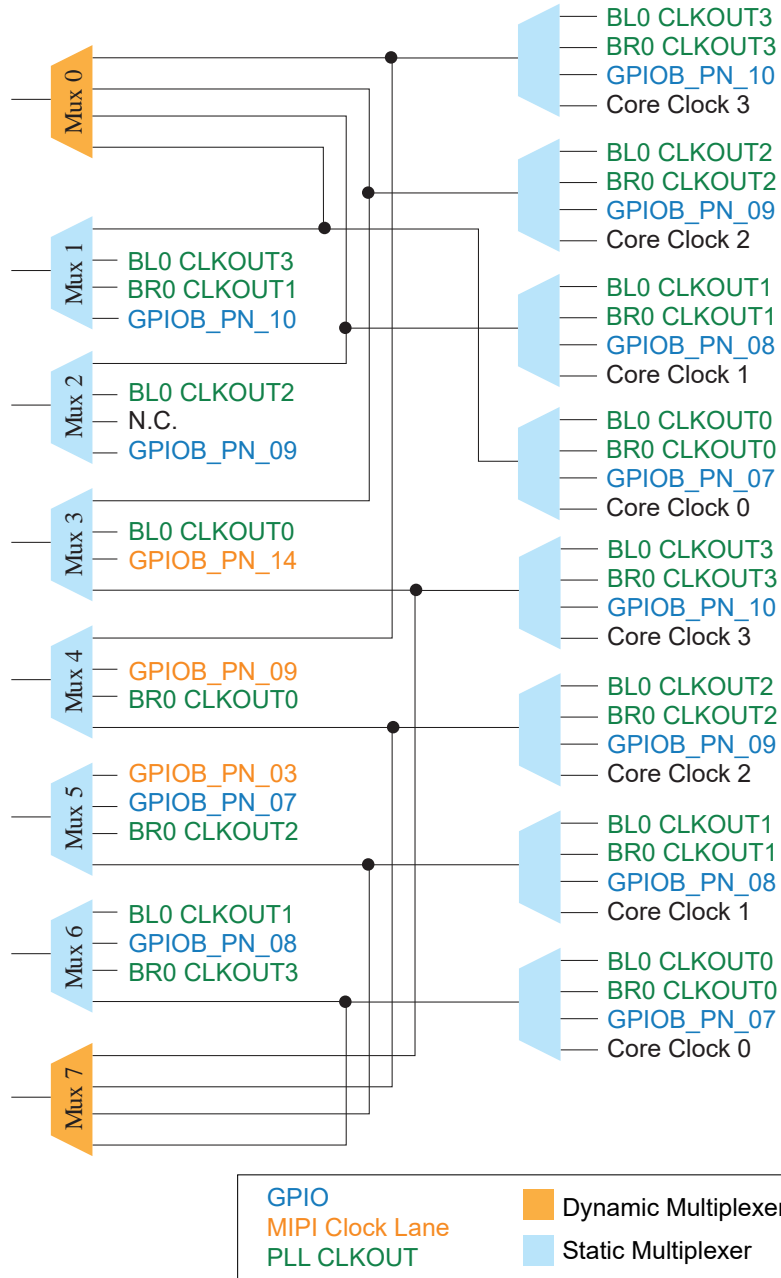 Mux 0
BL0 CLKOUT3
BR0 CLKOUT3
GPIOB_PN_10
Core Clock 3
BL0 CLKOUT2
BR0 CLKOUT2
GPIOB_PN_09
Core Clock 2
Mux 1
BL0 CLKOUT3
BR0 CLKOUT1
GPIOB_PN_10
BL0 CLKOUT1
BR0 CLKOUT1
GPIOB_PN_08
Core Clock 1
Mux 2
BL0 CLKOUT2
N.C.
GPIOB_PN_09
BL0 CLKOUT0
BR0 CLKOUT0
GPIOB_PN_07
Core Clock 0
Mux 3
BL0 CLKOUT0
GPIOB_PN_14
BL0 CLKOUT3
BR0 CLKOUT3
GPIOB_PN_10
Core Clock 3
Mux 4
GPIOB_PN_09
BR0 CLKOUT0
BL0 CLKOUT2
BR0 CLKOUT2
GPIOB_PN_09
Core Clock 2
Mux 5
GPIOB_PN_03
GPIOB_PN_07
BR0 CLKOUT2
BL0 CLKOUT1
BR0 CLKOUT1
GPIOB_PN_08
Core Clock 1
Mux 6
BL0 CLKOUT1
GPIOB_PN_08
BR0 CLKOUT3
BL0 CLKOUT0
BR0 CLKOUT0
GPIOB_PN_07
Core Clock 0
Mux 7
GPIO
MIPI Clock Lane
PLL CLKOUT
Dynamic Multiplexer
Static Multiplexer